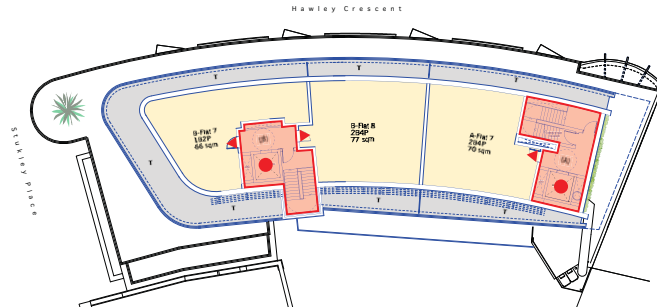 Hawley Crescent
T
T
T
B-Flat 7
1B2P
66 sqm
B-Flat 8
2B4P
77 sqm
A-Flat 7
2B4P
70 sqm
(B)
(A)
T
T
T
T
Stukley Place